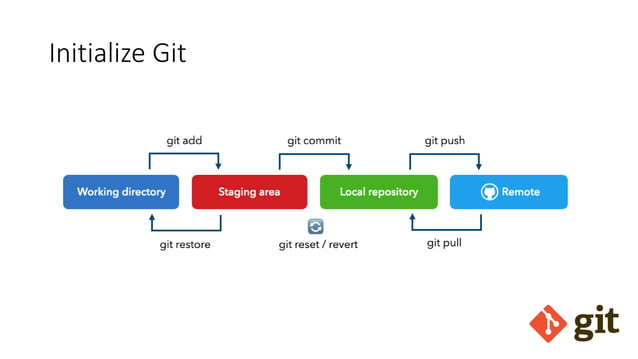 Initialize Git
git add
git commit
git push
Working directory
Staging area
Local repository
Remote
git restore
git reset / revert
git pull
git